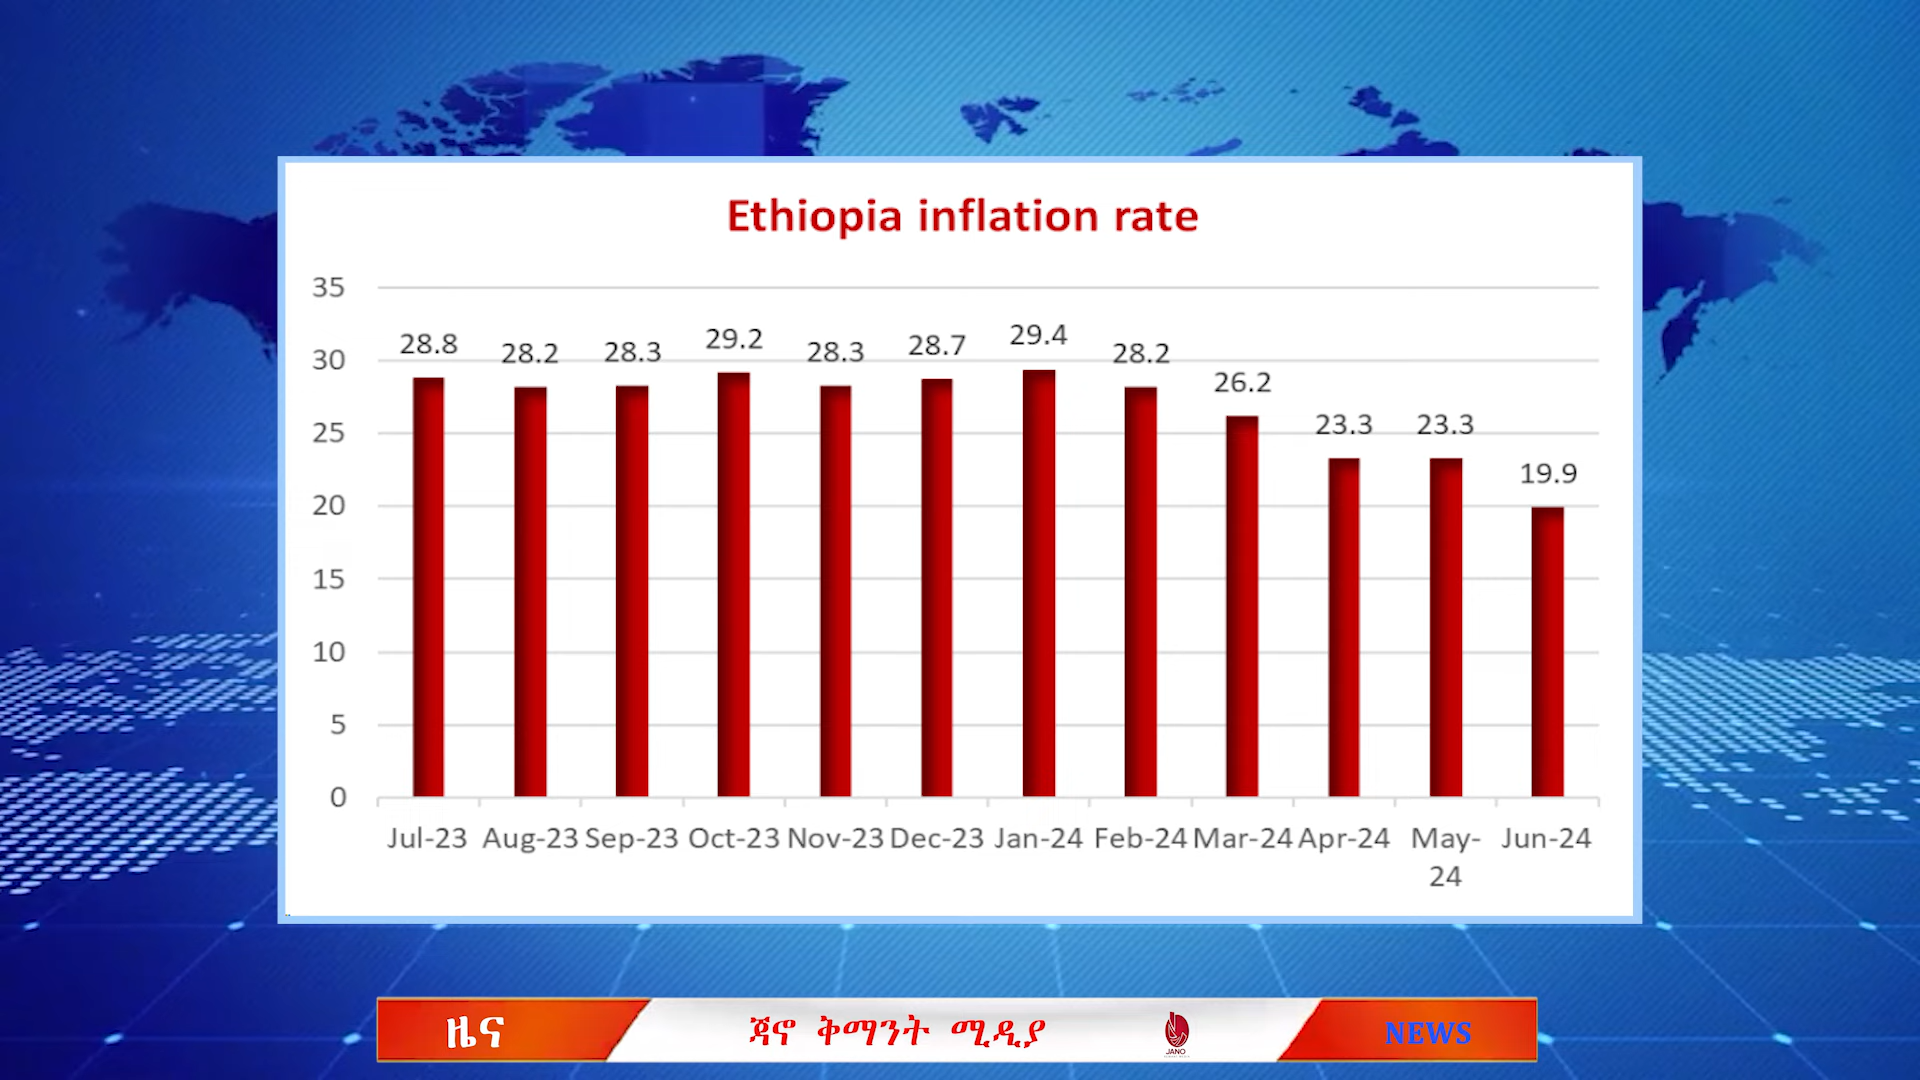 Ethiopia inflation rate
35
30
25
20
15
10
5
0
28.8 28.2 28.3 29.2 28.3 28.7 29.4 28.2 26.2 23.3 23.3 19.9
Jul-23 Aug-23 Sep-23 Oct-23 Nov-23 Dec-23 Jan-24 Feb-24 Mar-24 Apr-24 May-24 Jun-24
ዜና ጃኖ ቅማንት ሚዲያ JANO NEWS